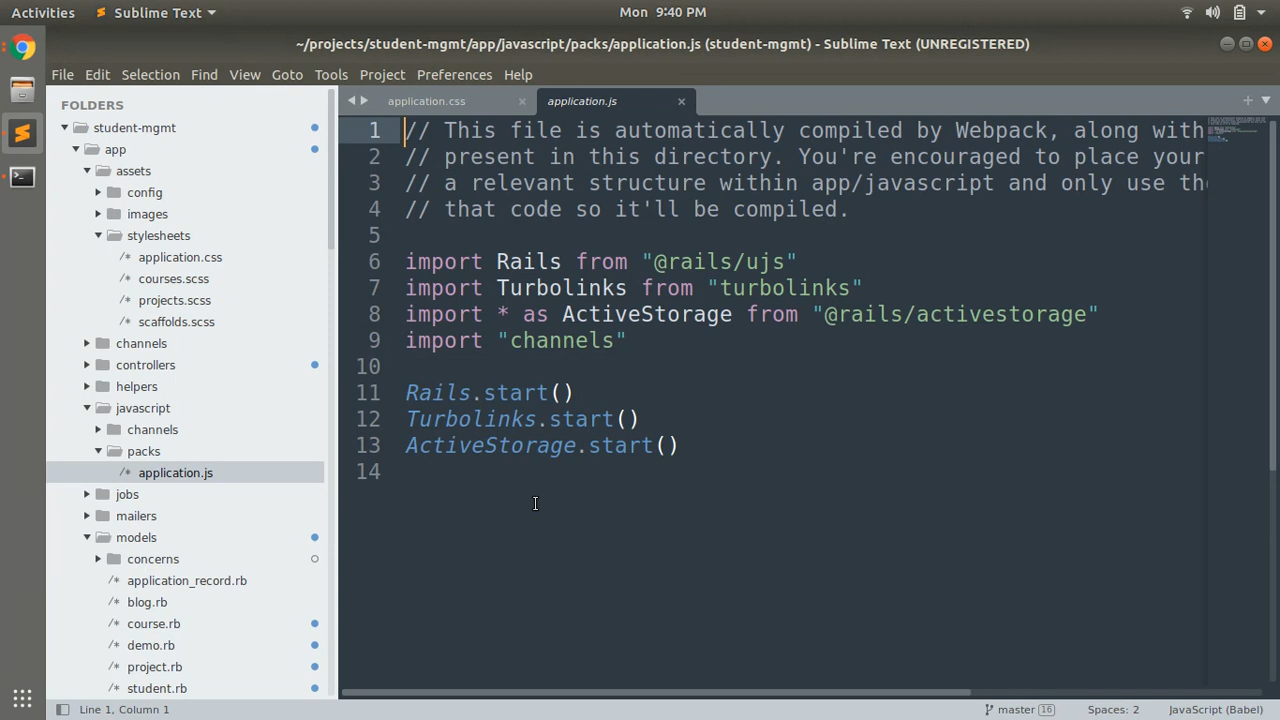 Activities Sublime Text Mon 9:40 PM
~/projects/student-mgmt/app/javascript/packs/application.js (student-mgmt) - Sublime Text (UNREGISTERED)
File Edit Selection Find View Goto Tools Project Preferences Help
FOLDERS
student-mgmt
app
assets
config
images
stylesheets
/* application.css
/* courses.scss
/* projects.scss
/* scaffolds.scss
channels
controllers
helpers
javascript
channels
packs
/* application.js
jobs
mailers
models
concerns
/* application_record.rb
/* blog.rb
/* course.rb
/* demo.rb
/* project.rb
/* student.rb
application.css × application.js ×
1 // This file is automatically compiled by Webpack, along with
2 // present in this directory. You're encouraged to place your
3 // a relevant structure within app/javascript and only use the
4 // that code so it'll be compiled.
5
6 import Rails from "@rails/ujs"
7 import Turbolinks from "turbolinks"
8 import * as ActiveStorage from "@rails/activestorage"
9 import "channels"
10
11 Rails.start()
12 Turbolinks.start()
13 ActiveStorage.start()
14
Line 1, Column 1 master 16 Spaces: 2 JavaScript (Babel)